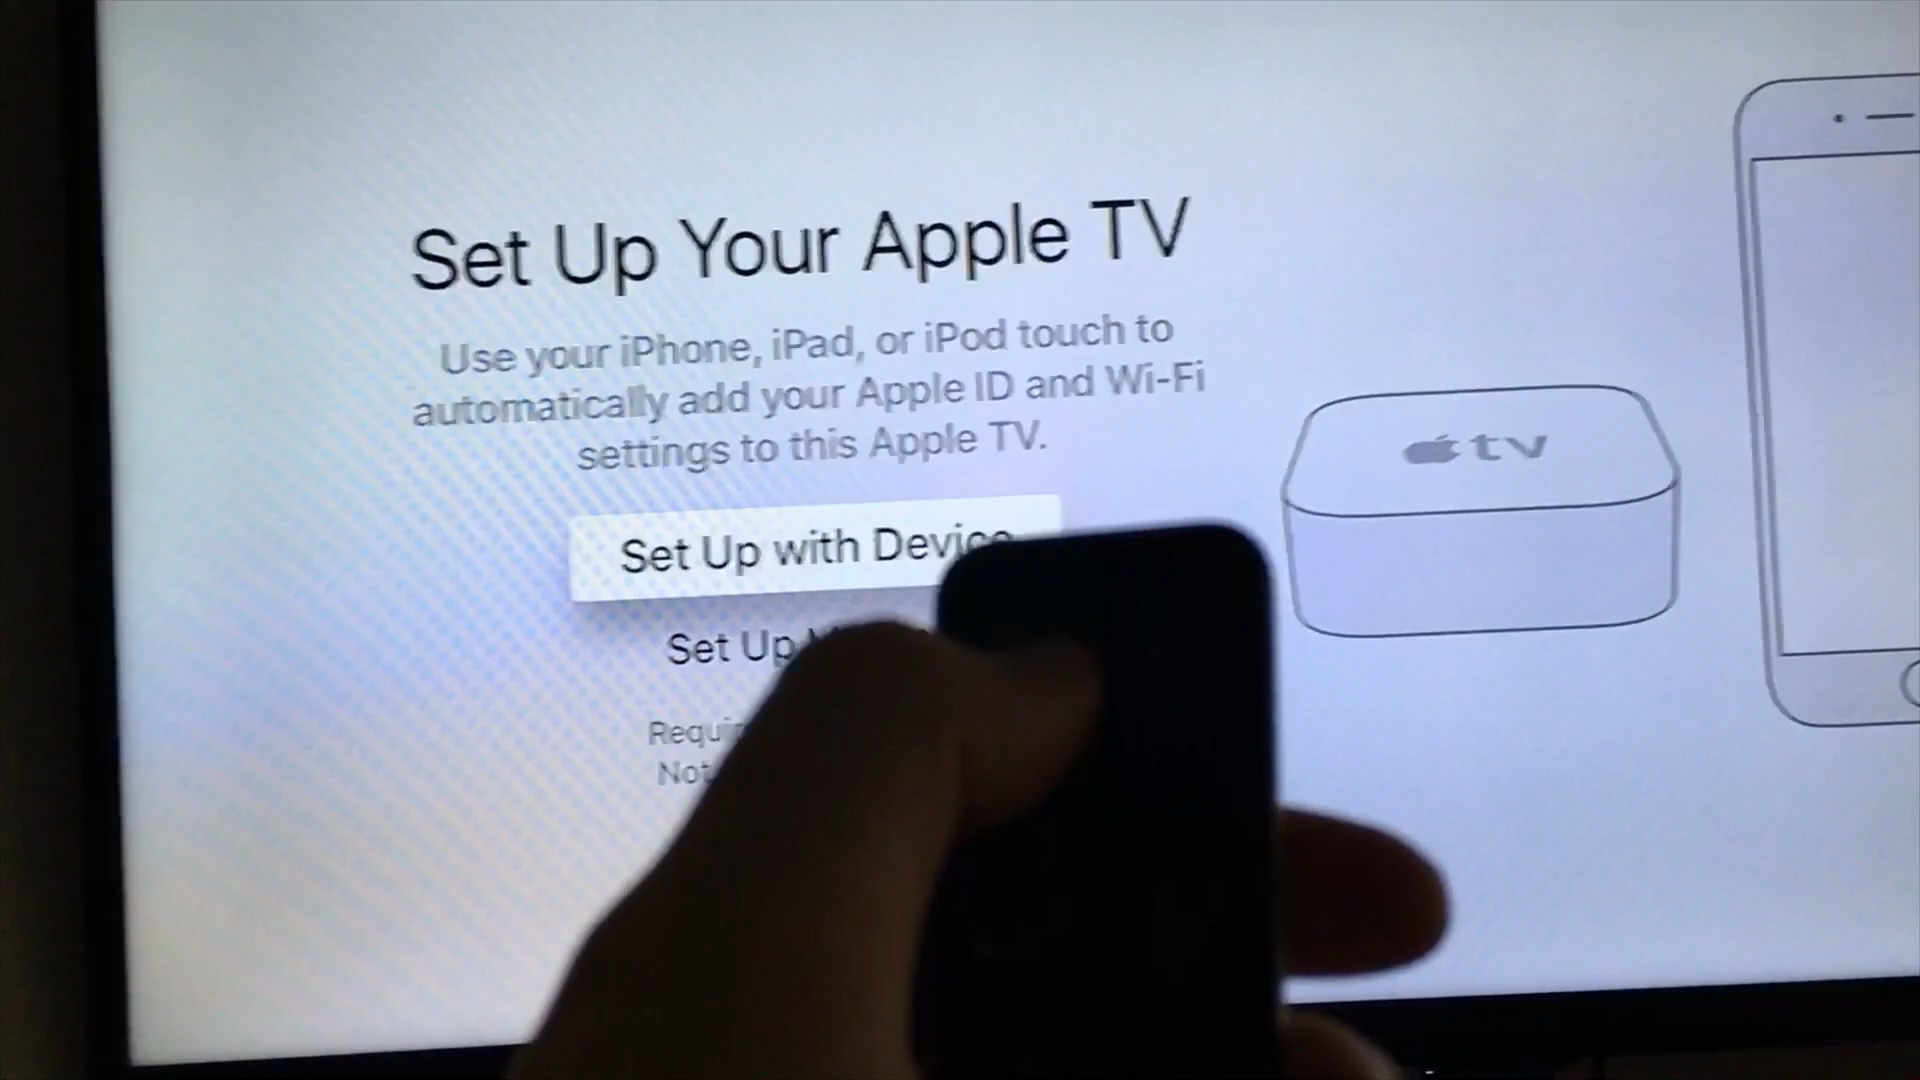 Set Up Your Apple TV
Use your iPhone, iPad, or iPod touch to
automatically add your Apple ID and Wi-Fi
settings to this Apple TV.
tv
Set Up with Device
Set Up